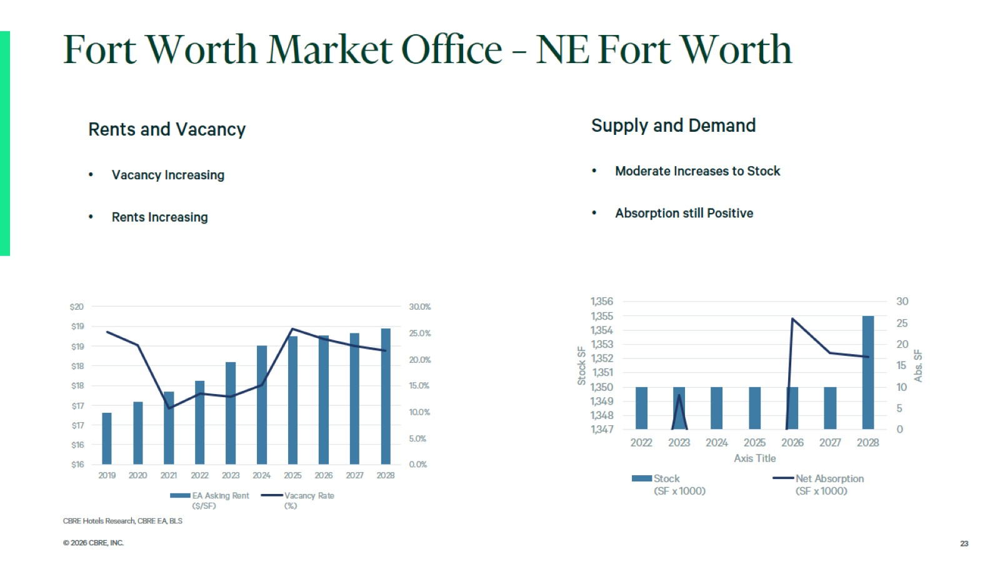 Fort Worth Market Office – NE Fort Worth
Rents and Vacancy
• Vacancy Increasing
• Rents Increasing
Supply and Demand
• Moderate Increases to Stock
• Absorption still Positive
$20
$19
$19
$18
$18
$17
$17
$16
$16
30.0%
25.0%
20.0%
15.0%
10.0%
5.0%
0.0%
2019 2020 2021 2022 2023 2024 2025 2026 2027 2028
EA Asking Rent
($/SF)
Vacancy Rate
(%)
Stock SF
1,356
1,355
1,354
1,353
1,352
1,351
1,350
1,349
1,348
1,347
30
25
20
15
10
5
0
Abs. SF
2022 2023 2024 2025 2026 2027 2028
Axis Title
Stock
(SF x 1000)
Net Absorption
(SF x 1000)
CBRE Hotels Research, CBRE EA, BLS
© 2026 CBRE, INC.
23